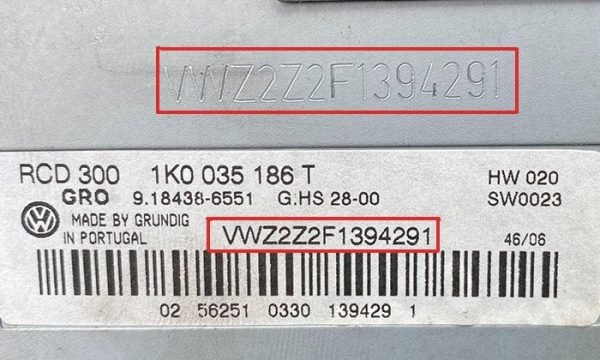 VWZ2Z2F1394291
RCD 300 1K0 035 186 T HW 020
GRO 9.18438-6551 G.HS 28-00 SW0023
MADE BY GRUNDIG
IN PORTUGAL VWZ2Z2F1394291 46/06
02 56251 0330 139429 1